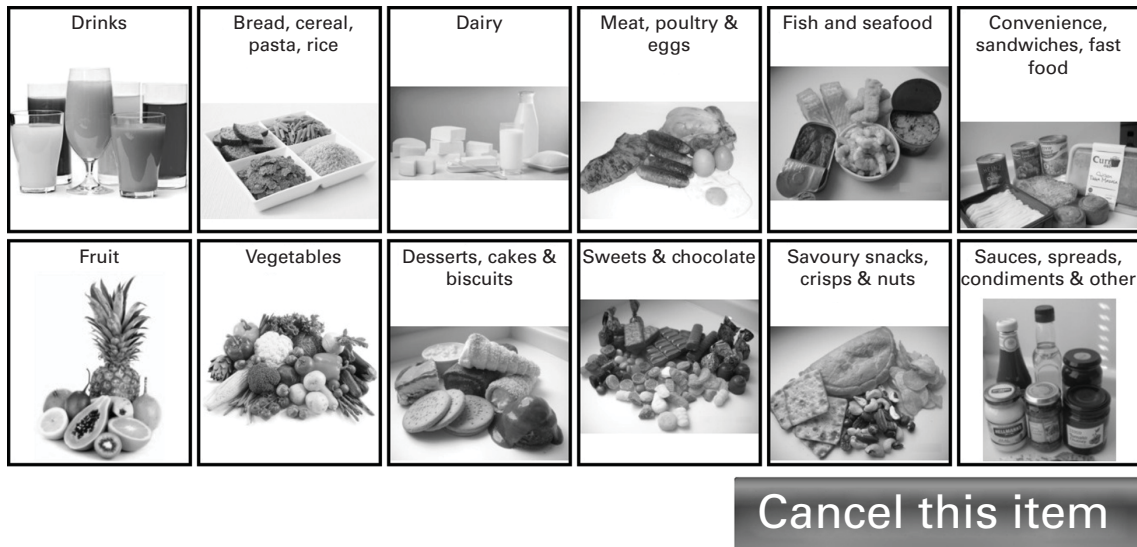 Drinks
Bread, cereal,
pasta, rice
Dairy
Meat, poultry &
eggs
Fish and seafood
Convenience,
sandwiches, fast
food
Curry
Fruit
Vegetables
Desserts, cakes &
biscuits
Sweets & chocolate
Savoury snacks,
crisps & nuts
Sauces, spreads,
condiments & other
Cancel this item